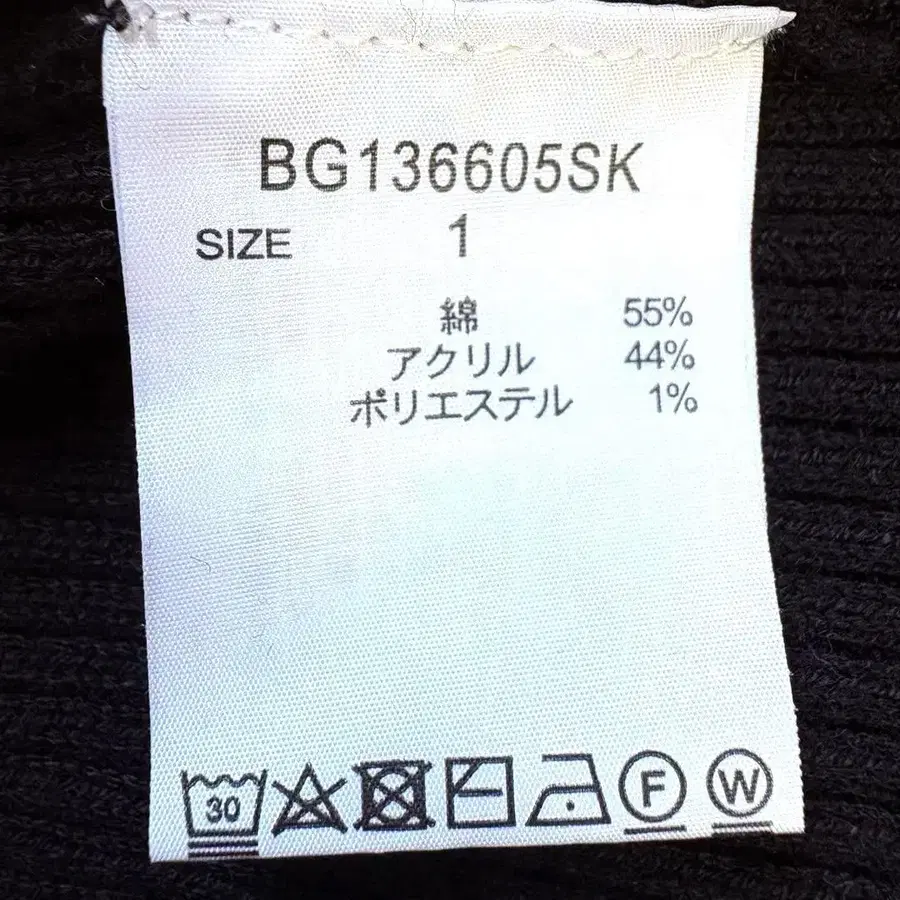 BG136605SK
SIZE 1
綿 55%
アクリル 44%
ポリエステル 1%
30 F W